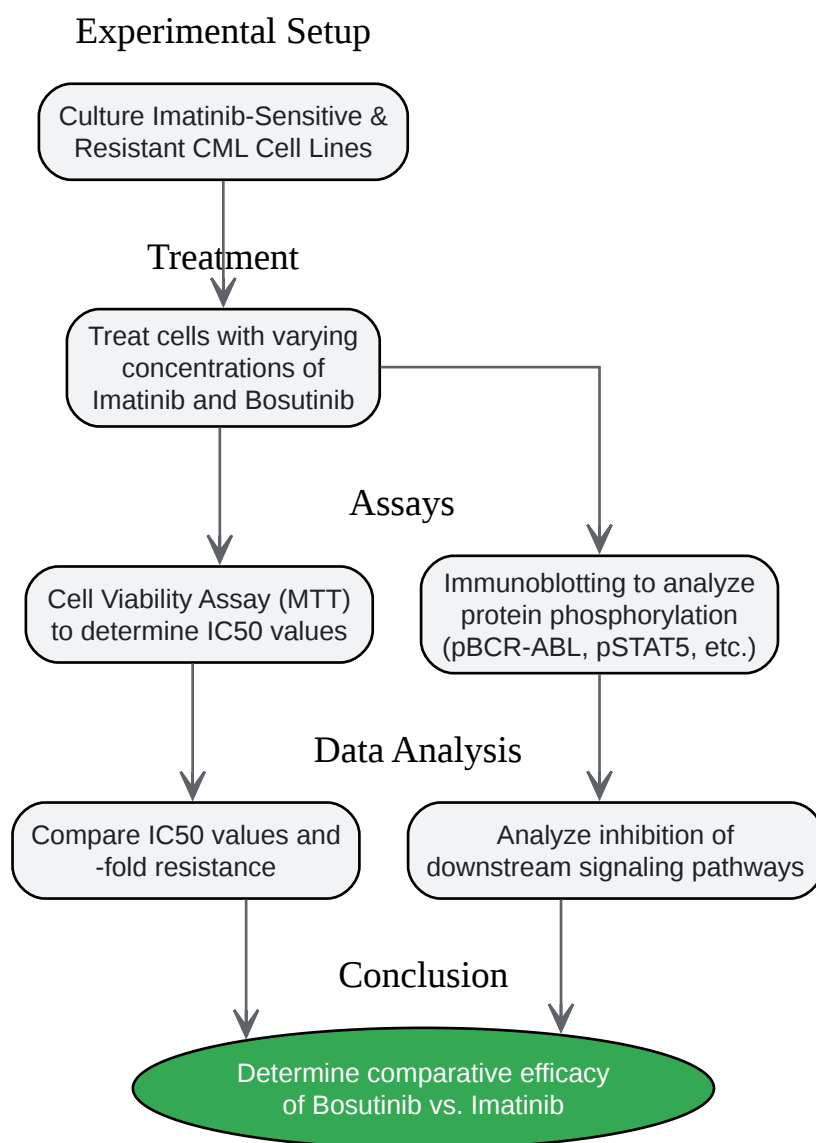 Experimental Setup
Culture Imatinib-Sensitive &
Resistant CML Cell Lines
Treatment
Treat cells with varying
concentrations of
Imatinib and Bosutinib
Assays
Cell Viability Assay (MTT)
to determine IC50 values
Immunoblotting to analyze
protein phosphorylation
(pBCR-ABL, pSTAT5, etc.)
Data Analysis
Compare IC50 values and
-fold resistance
Analyze inhibition of
downstream signaling pathways
Conclusion
Determine comparative efficacy
of Bosutinib vs. Imatinib